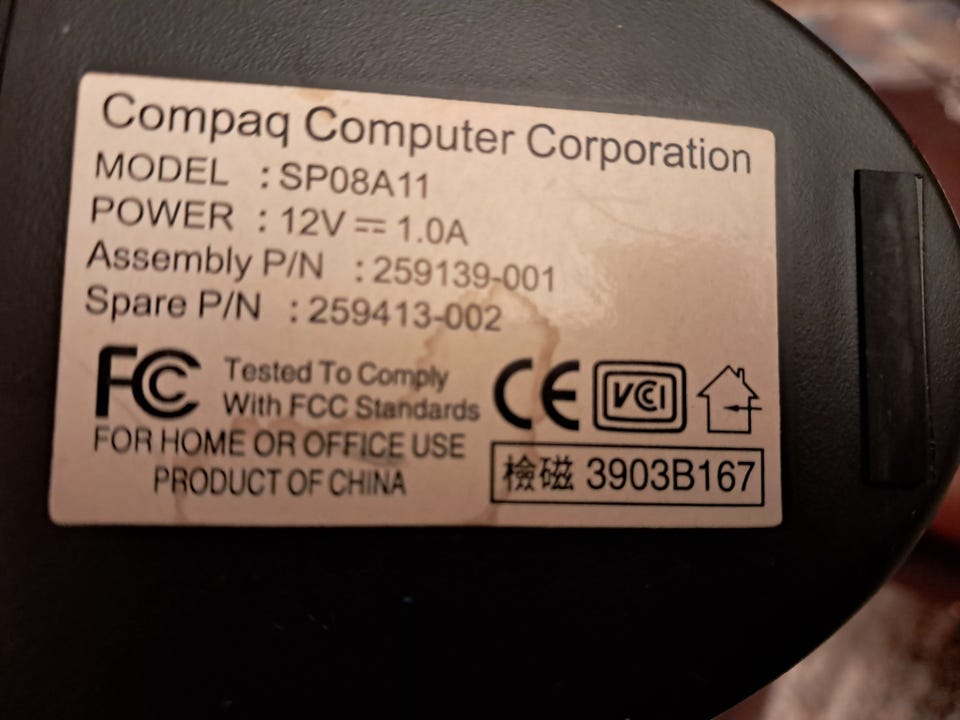 Compaq Computer Corporation
MODEL : SP08A11
POWER : 12V ⎓ 1.0A
Assembly P/N : 259139-001
Spare P/N : 259413-002
FC Tested To Comply
With FCC Standards
FOR HOME OR OFFICE USE
PRODUCT OF CHINA
CE VCI
檢磁 3903B167